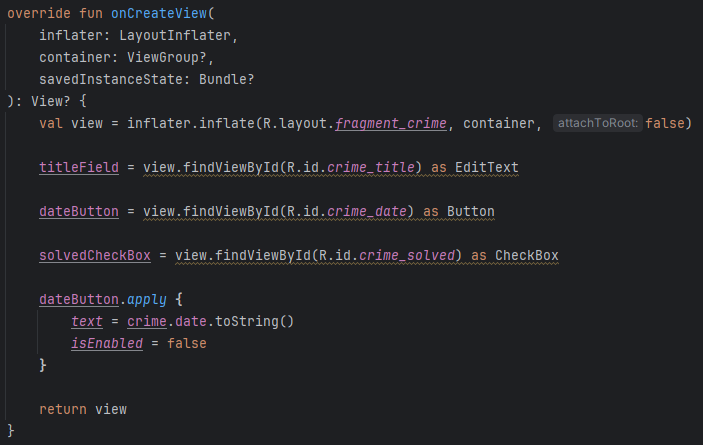 override fun onCreateView(
    inflater: LayoutInflater,
    container: ViewGroup?,
    savedInstanceState: Bundle?
): View? {
    val view = inflater.inflate(R.layout.fragment_crime, container, attachToRoot: false)
    titleField = view.findViewById(R.id.crime_title) as EditText
    dateButton = view.findViewById(R.id.crime_date) as Button
    solvedCheckBox = view.findViewById(R.id.crime_solved) as CheckBox
    dateButton.apply {
        text = crime.date.toString()
        isEnabled = false
    }
    return view
}